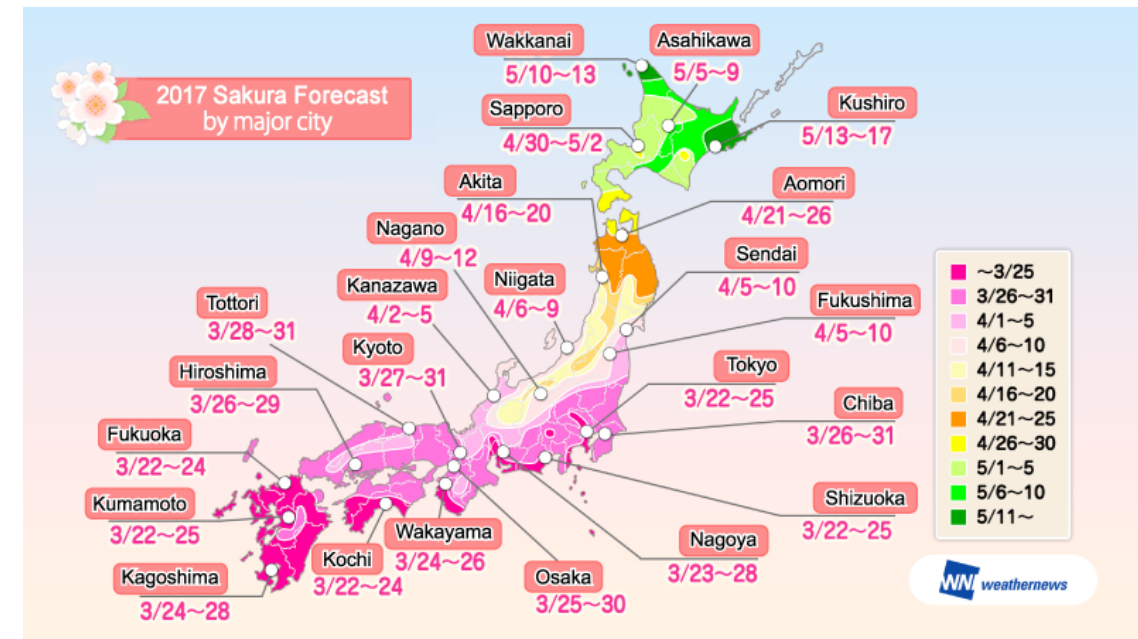 2017 Sakura Forecast
by major city
Wakkanai
5/10～13
Asahikawa
5/5～9
Sapporo
4/30～5/2
Kushiro
5/13～17
Akita
4/16～20
Aomori
4/21～26
Nagano
4/9～12
Sendai
4/5～10
Kanazawa
4/2～5
Niigata
4/6～9
Fukushima
4/5～10
Tottori
3/28～31
Kyoto
3/27～31
Hiroshima
3/26～29
Tokyo
3/22～25
Chiba
3/26～31
Fukuoka
3/22～24
Kumamoto
3/22～25
Shizuoka
3/22～25
Wakayama
3/24～26
Nagoya
3/23～28
Kochi
3/22～24
Kagoshima
3/24～28
Osaka
3/25～30
～3/25
3/26～31
4/1～5
4/6～10
4/11～15
4/16～20
4/21～25
4/26～30
5/1～5
5/6～10
5/11～
WN weathernews